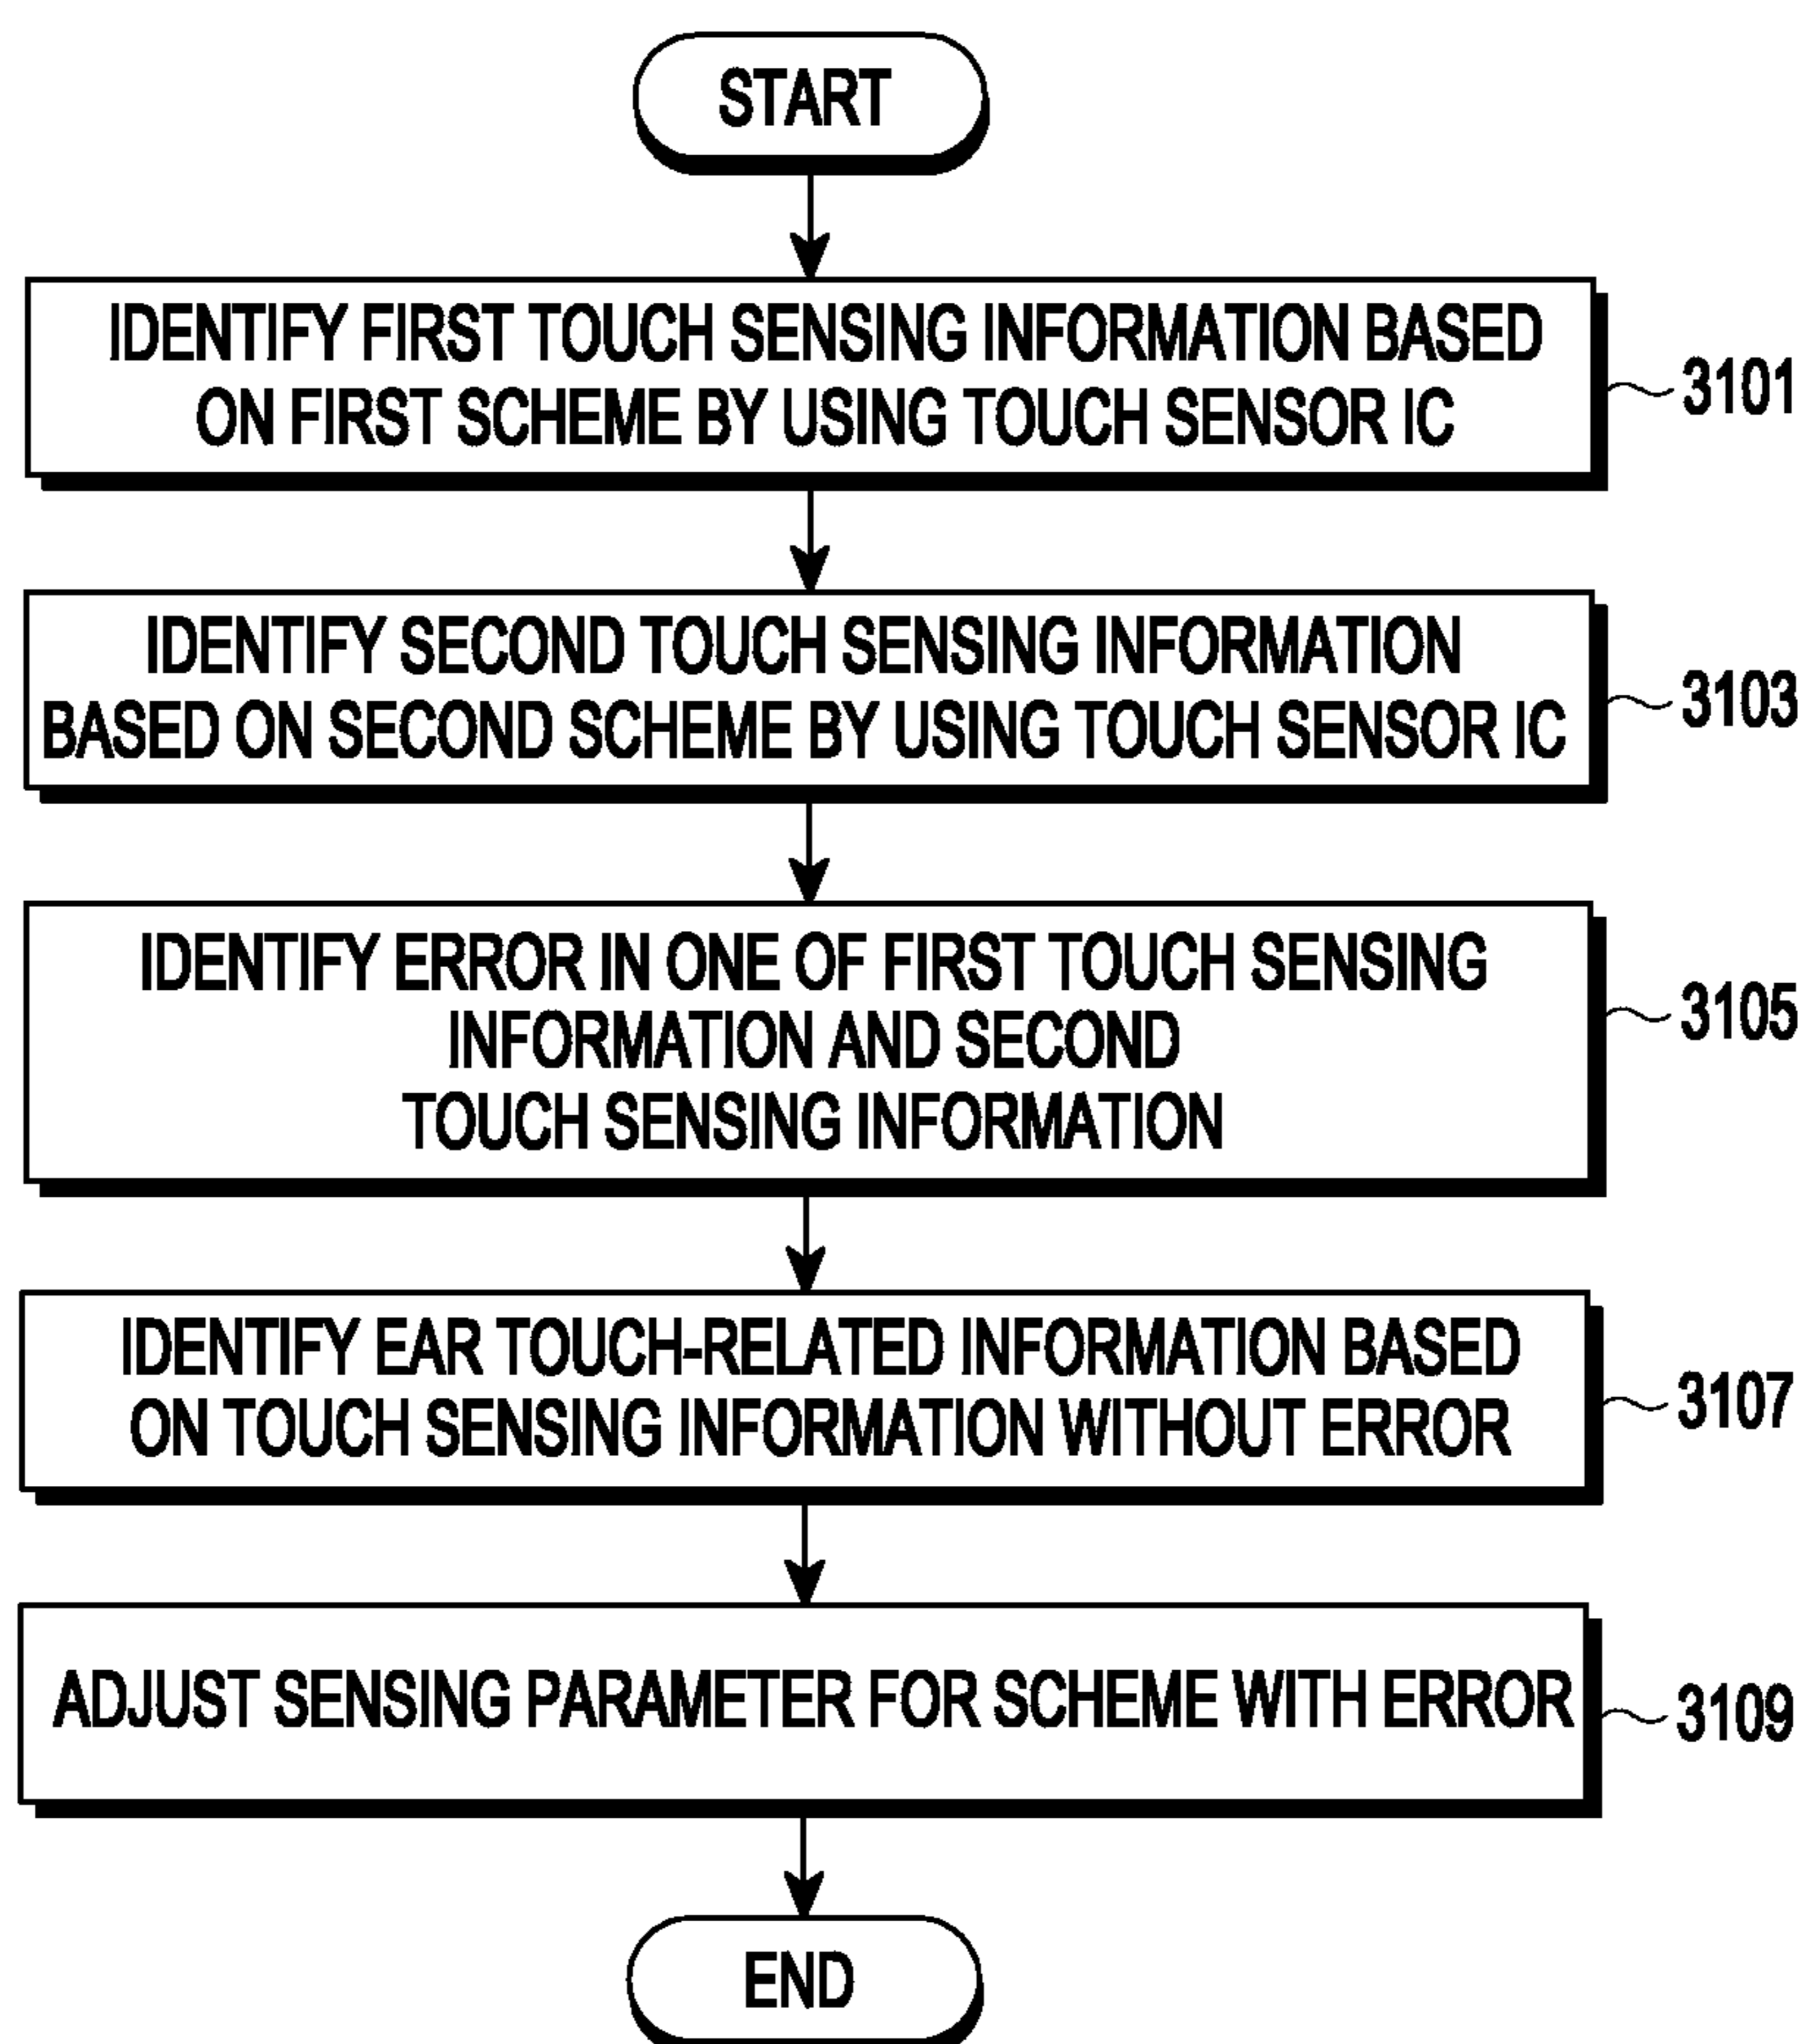 START
IDENTIFY FIRST TOUCH SENSING INFORMATION BASED
ON FIRST SCHEME BY USING TOUCH SENSOR IC
3101
IDENTIFY SECOND TOUCH SENSING INFORMATION
BASED ON SECOND SCHEME BY USING TOUCH SENSOR IC
3103
IDENTIFY ERROR IN ONE OF FIRST TOUCH SENSING
INFORMATION AND SECOND
TOUCH SENSING INFORMATION
3105
IDENTIFY EAR TOUCH-RELATED INFORMATION BASED
ON TOUCH SENSING INFORMATION WITHOUT ERROR
3107
ADJUST SENSING PARAMETER FOR SCHEME WITH ERROR
3109
END